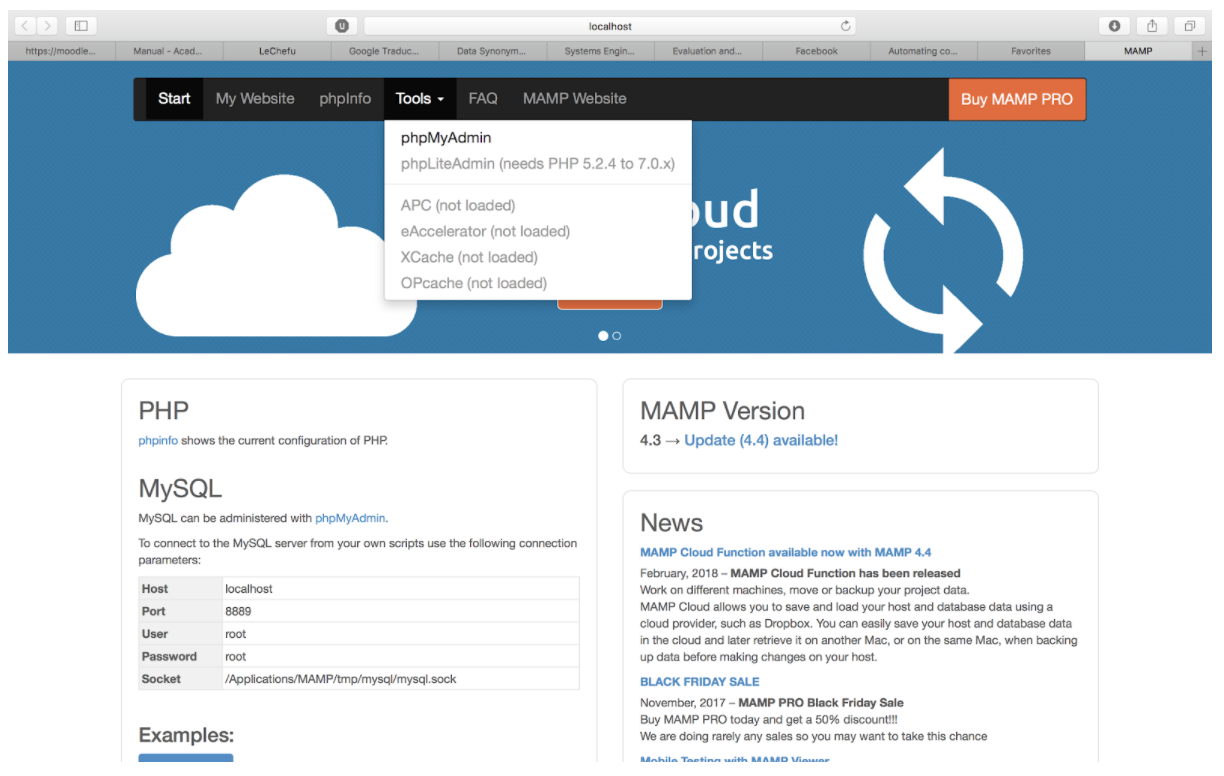 localhost
https://moodle...
Manual - Acad...
LeChefu
Google Traduc...
Data Synonym...
Systems Engin...
Evaluation and...
Facebook
Automating co...
Favorites
MAMP
Start
My Website
phpInfo
Tools
FAQ
MAMP Website
Buy MAMP PRO
phpMyAdmin
phpLiteAdmin (needs PHP 5.2.4 to 7.0.x)
APC (not loaded)
eAccelerator (not loaded)
XCache (not loaded)
OPcache (not loaded)
oud
rojects
PHP
phpinfo shows the current configuration of PHP.
MySQL
MySQL can be administered with phpMyAdmin.
To connect to the MySQL server from your own scripts use the following connection
parameters:
Host localhost
Port 8889
User root
Password root
Socket /Applications/MAMP/tmp/mysql/mysql.sock
Examples:
MAMP Version
4.3 → Update (4.4) available!
News
MAMP Cloud Function available now with MAMP 4.4
February, 2018 – MAMP Cloud Function has been released
Work on different machines, move or backup your project data.
MAMP Cloud allows you to save and load your host and database data using a
cloud provider, such as Dropbox. You can easily save your host and database data
in the cloud and later retrieve it on another Mac, or on the same Mac, when backing
up data before making changes on your host.
BLACK FRIDAY SALE
November, 2017 – MAMP PRO Black Friday Sale
Buy MAMP PRO today and get a 50% discount!!!
We are doing rarely any sales so you may want to take this chance
Mobile Testing with MAMP Viewer